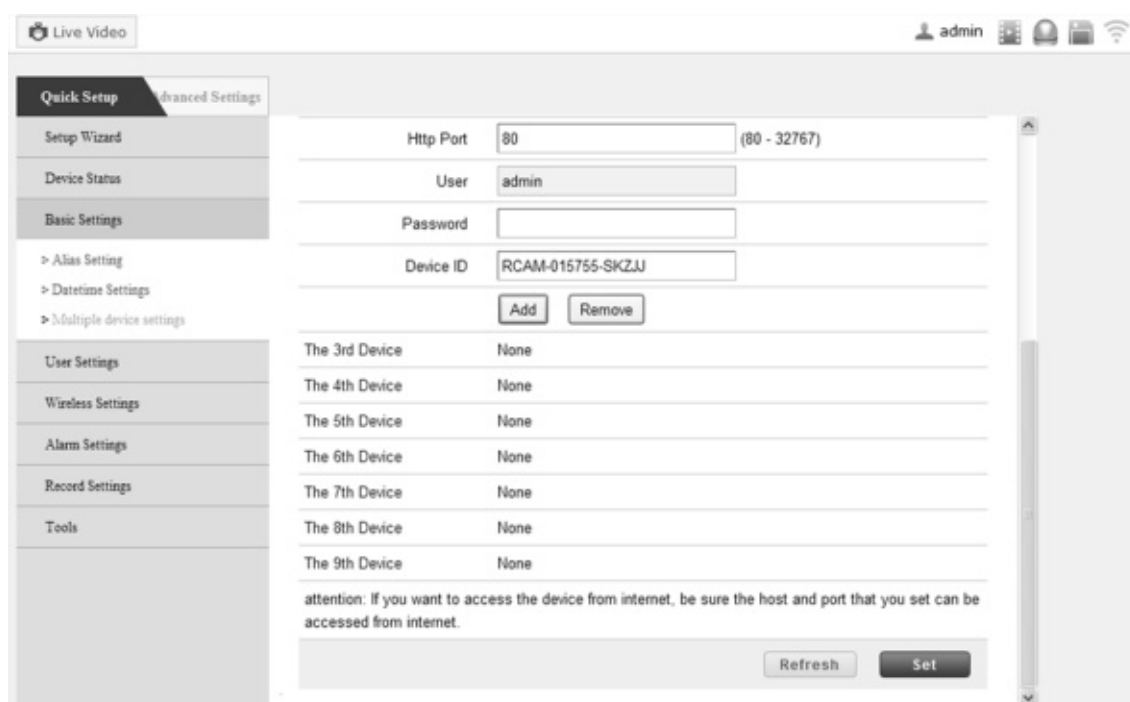 Live Video
admin
Quick Setup
Advanced Settings
Setup Wizard
Device Status
Basic Settings
> Alias Setting
> Datetime Settings
> Multiple device settings
User Settings
Wireless Settings
Alarm Settings
Record Settings
Tools
Http Port 80 (80 - 32767)
User admin
Password
Device ID RCAM-015755-SKZJJ
Add Remove
The 3rd Device None
The 4th Device None
The 5th Device None
The 6th Device None
The 7th Device None
The 8th Device None
The 9th Device None
attention: If you want to access the device from internet, be sure the host and port that you set can be
accessed from internet.
Refresh Set